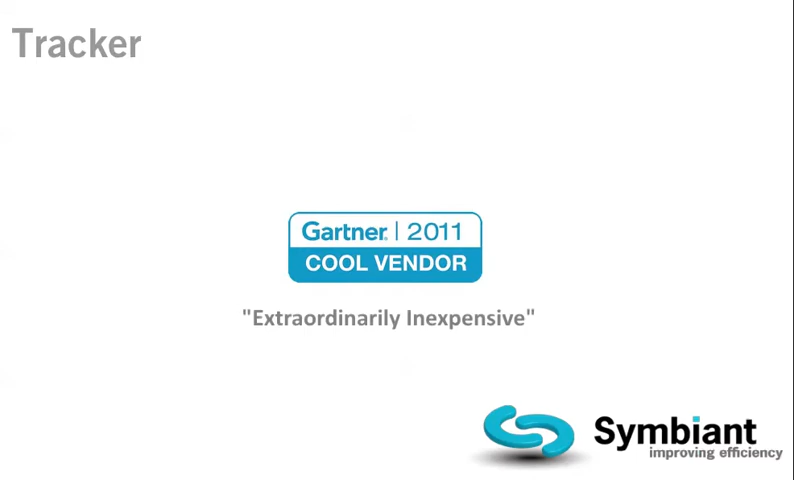 Tracker
Gartner. | 2011
COOL VENDOR
"Extraordinarily Inexpensive"
Symbiant
improving efficiency